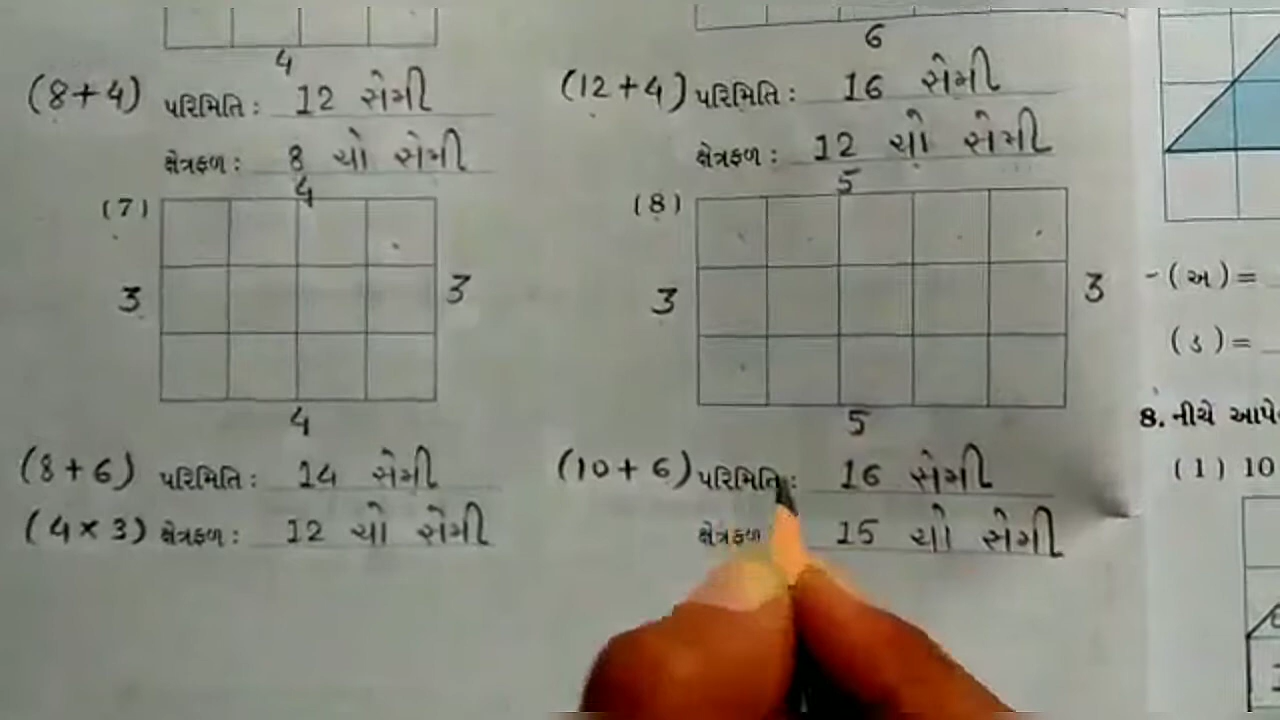 4
(8+4) પરિમિતિ : 12 સેમી
ક્ષેત્રફળ : 8 ચો સેમી
6
(12+4) પરિમિતિ : 16 સેમી
ક્ષેત્રફળ : 12 ચો સેમી
(7)
4
3
3
4
(8+6) પરિમિતિ : 14 સેમી
(4×3) ક્ષેત્રફળ : 12 ચો સેમી
(8)
5
3
3
5
(10+6) પરિમિતિ : 16 સેમી
ક્ષેત્રફળ 15 ચો સેમી
(અ) =
(ડ) =
8. નીચે
(1) 10